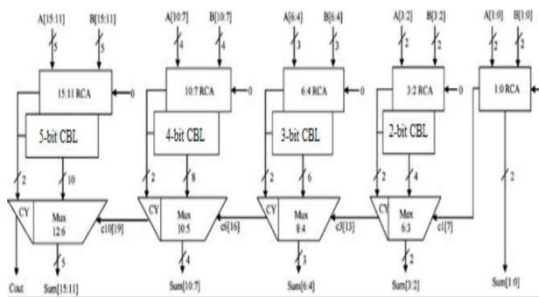 A[15:11] B[15:11] A[10:7] B[10:7] A[6:4] B[6:4] A[3:2] B[3:2] A[1:0] B[1:0]
5 5 4 4 3 3 2 2 2 2
15:11 RCA 0 10:7 RCA 0 6:4 RCA 0 3:2 RCA 0 1:0 RCA
5-bit CBL 4-bit CBL 3-bit CBL 2-bit CBL
2 10 2 8 2 6 2 4 2
CY Mux CY Mux CY Mux CY Mux
12:6 c10[19] 10:5 c6[16] 8:4 c3[13] 6:3 c1[7]
5 4 3 2
Cout Sum[15:11] Sum[10:7] Sum[6:4] Sum[3:2] Sum[1:0]